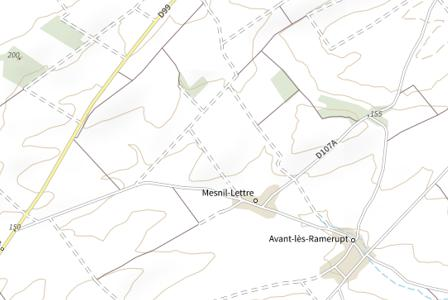 D99
200
155
D107A
Mesnil-Lettre
150
Avant-lès-Ramerupt